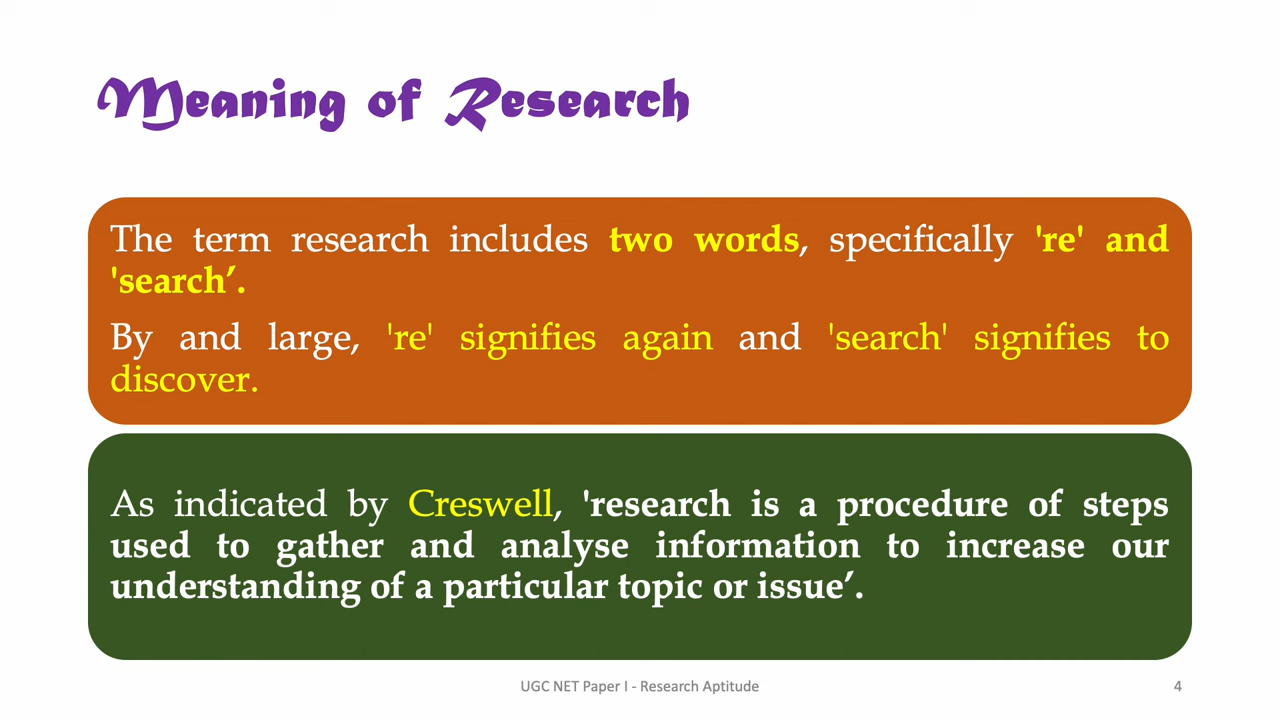 Meaning of Research
The term research includes two words, specifically 're' and
'search’.
By and large, 're' signifies again and 'search' signifies to
discover.
As indicated by Creswell, 'research is a procedure of steps
used to gather and analyse information to increase our
understanding of a particular topic or issue’.
UGC NET Paper I - Research Aptitude
4